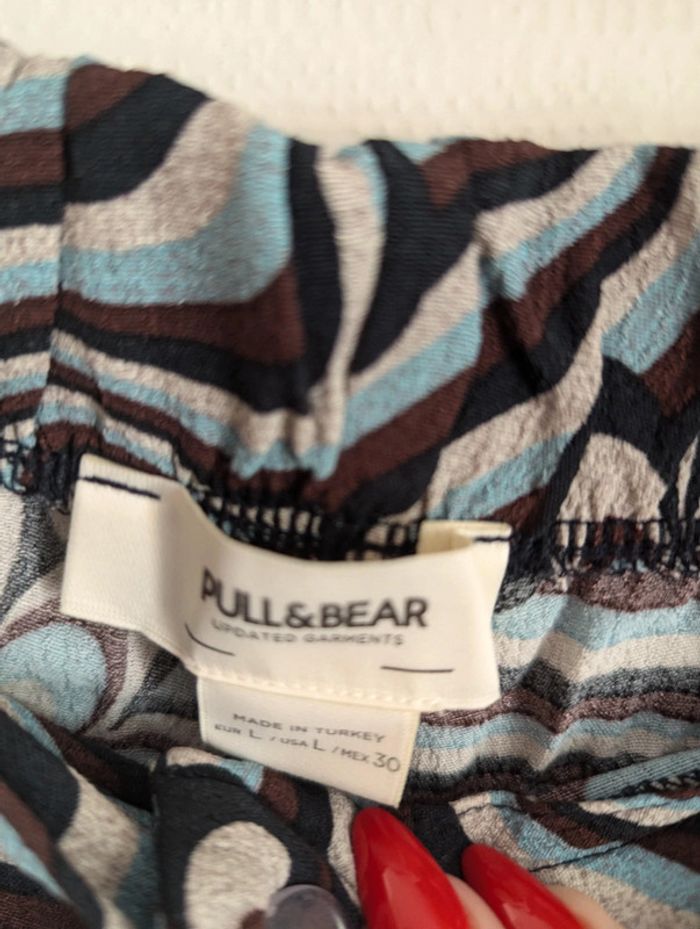 PULL&BEAR
UPDATED GARMENTS
MADE IN TURKEY
EUR L / USA L / MEX 30